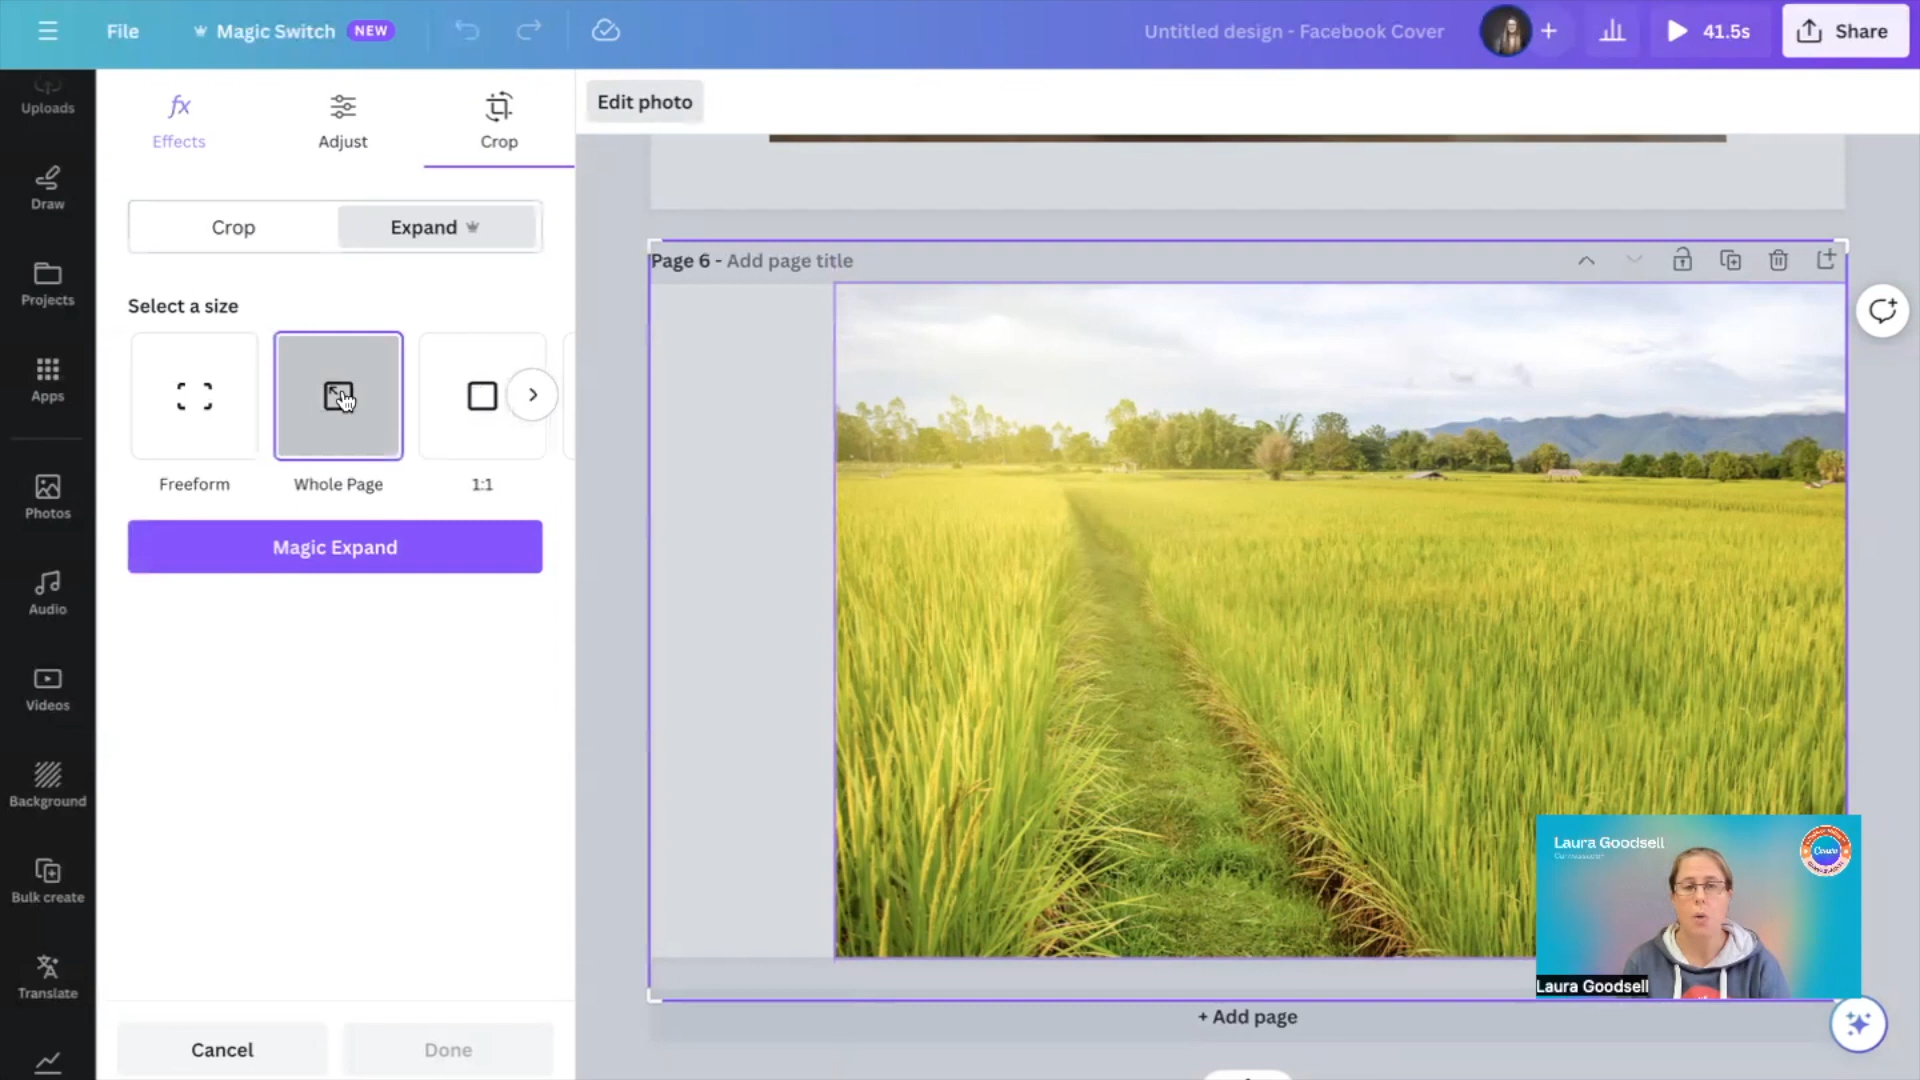 File
Magic Switch NEW
Untitled design - Facebook Cover
41.5s
Share
Uploads
Draw
Projects
Apps
Photos
Audio
Videos
Background
Bulk create
Translate
fx
Effects
Adjust
Crop
Edit photo
Crop
Expand
Select a size
Freeform
Whole Page
1:1
Magic Expand
Cancel
Done
Page 6 - Add page title
+ Add page
Laura Goodsell
Canva
Laura Goodsell